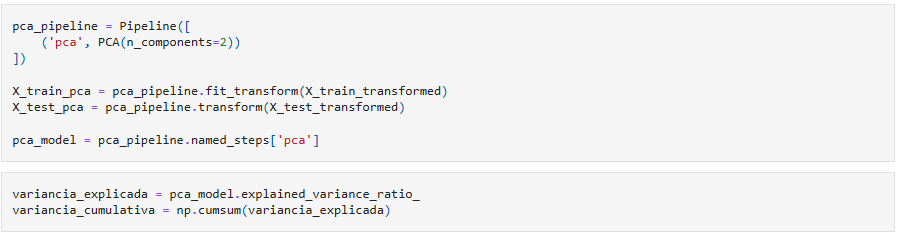 pca_pipeline = Pipeline([
    ('pca', PCA(n_components=2))
])
X_train_pca = pca_pipeline.fit_transform(X_train_transformed)
X_test_pca = pca_pipeline.transform(X_test_transformed)
pca_model = pca_pipeline.named_steps['pca']
variancia_explicada = pca_model.explained_variance_ratio_
variancia_cumulativa = np.cumsum(variancia_explicada)